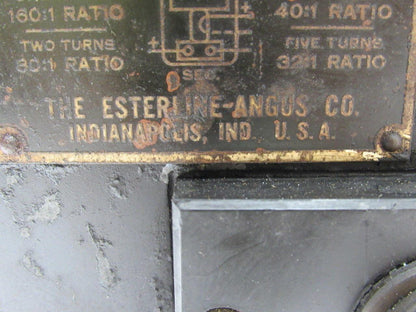 160:1 RATIO
TWO TURNS
80:1 RATIO
40:1 RATIO
FIVE TURNS
32:1 RATIO
SEC.
THE ESTERLINE-ANGUS CO.
INDIANAPOLIS, IND. U.S.A.